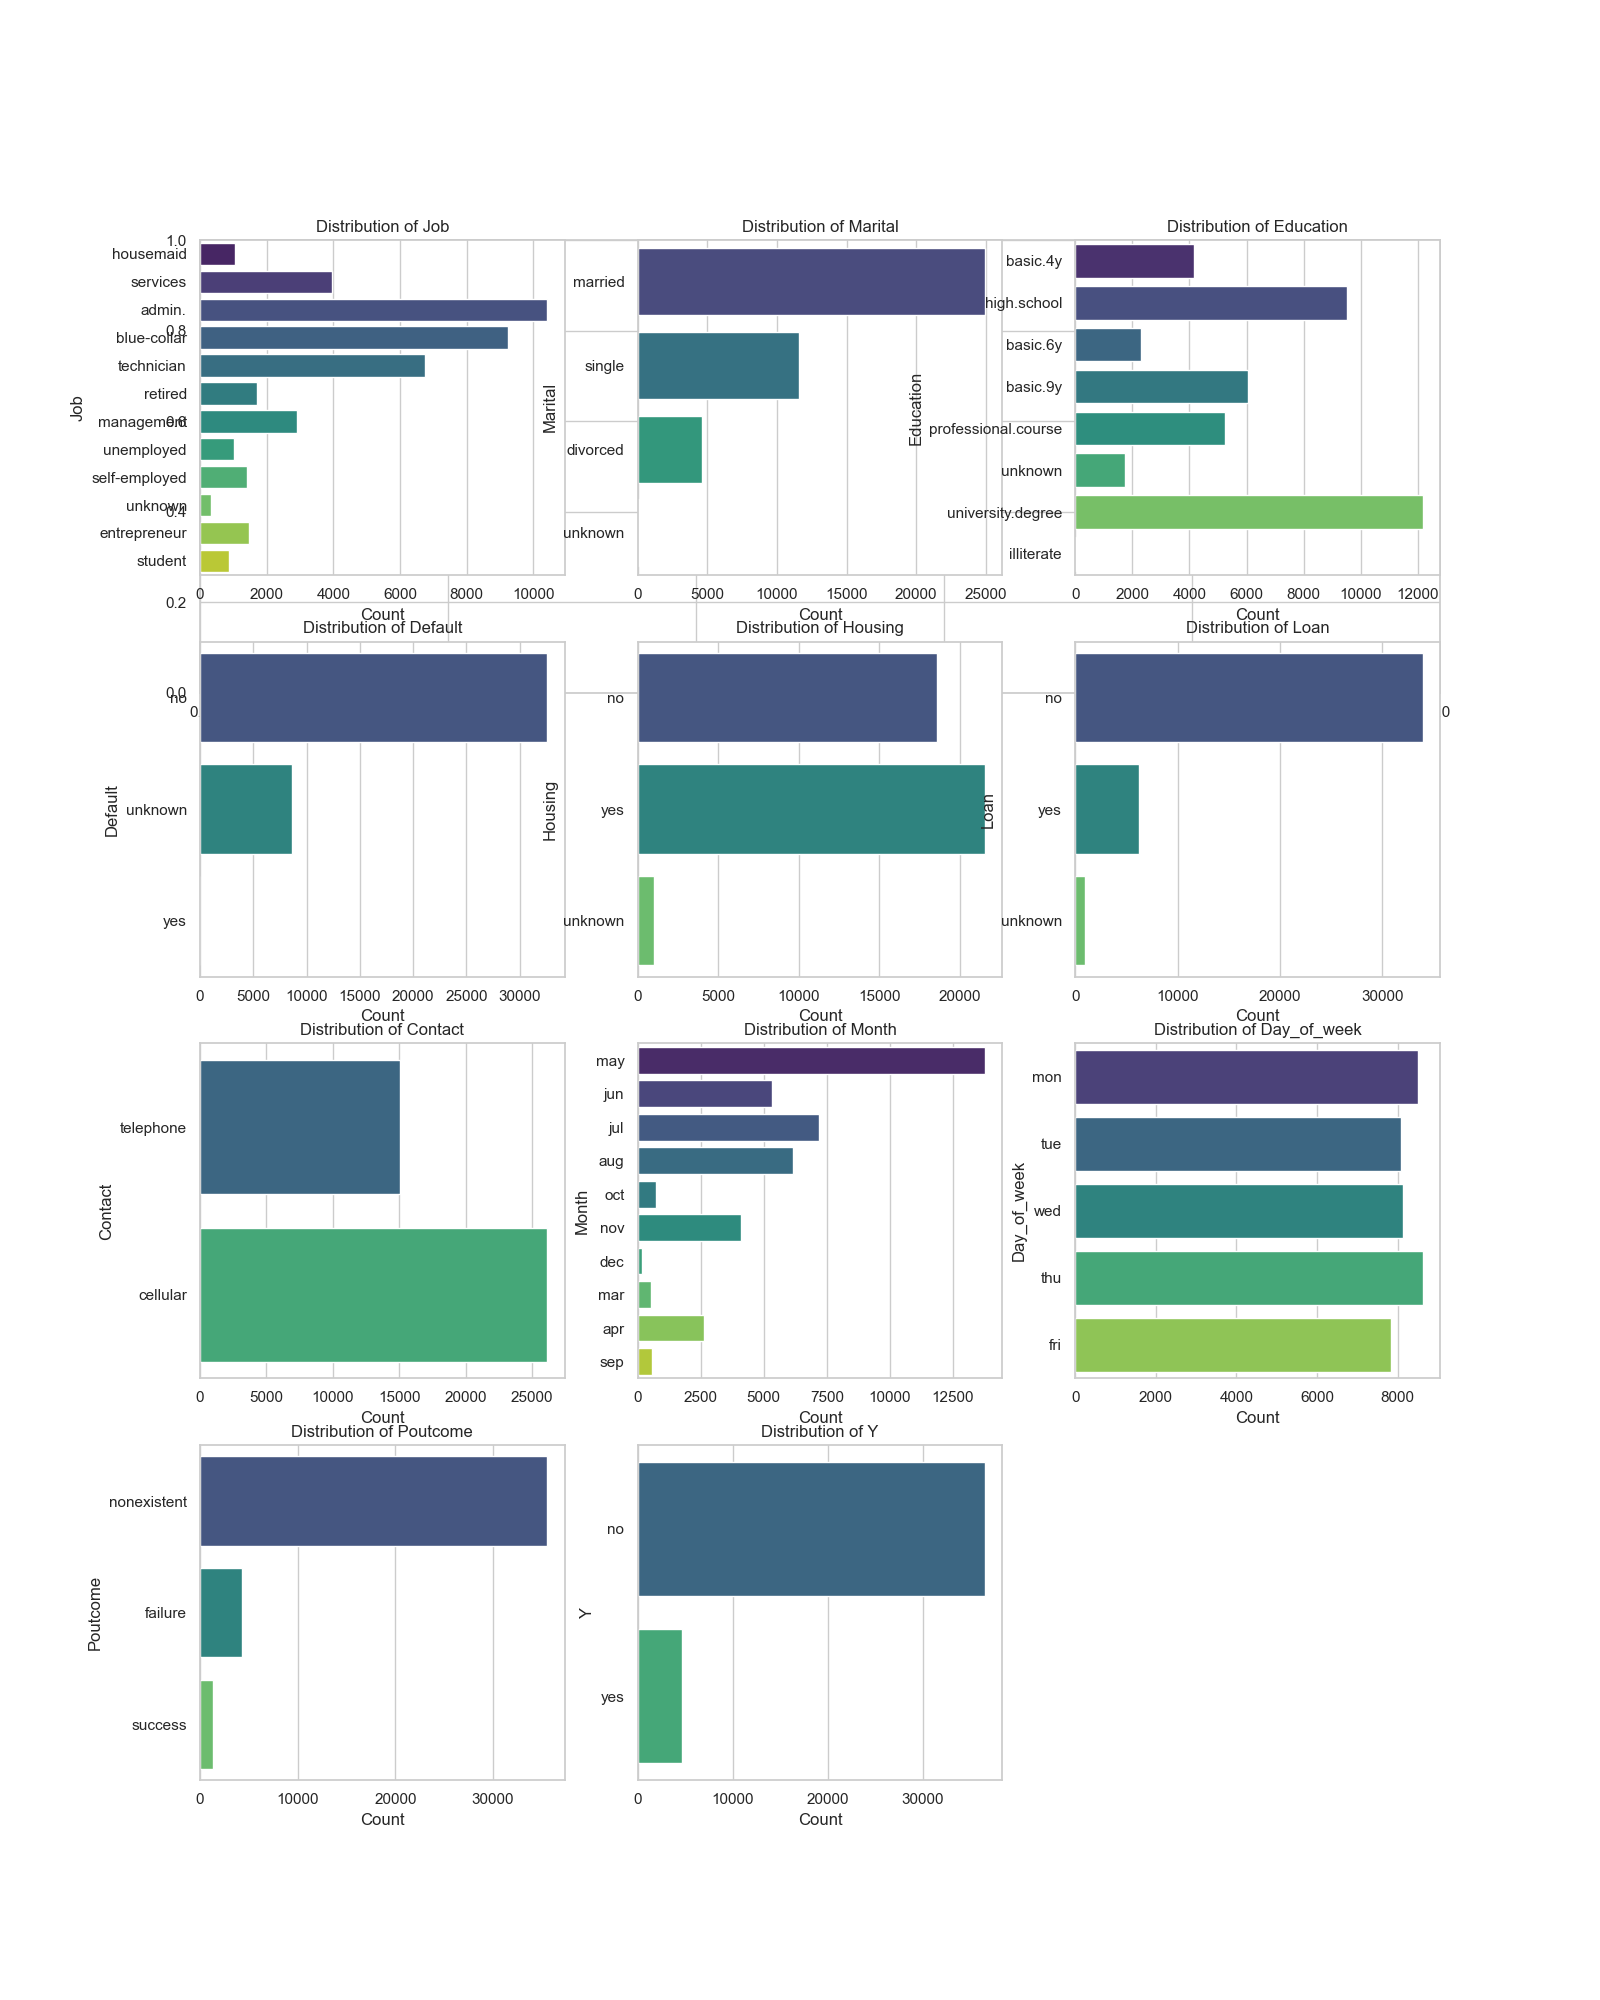 Distribution of Job
Distribution of Marital
Distribution of Education
1.0
housemaid
services
admin.
0.8
blue-collar
technician
retired
0.6
management
unemployed
self-employed
0.4
unknown
entrepreneur
student
Job
0 2000 4000 6000 8000 10000
Count
married
single
divorced
unknown
Marital
0 5000 10000 15000 20000 25000
Count
basic.4y
high.school
basic.6y
basic.9y
professional.course
unknown
university.degree
illiterate
Education
0 2000 4000 6000 8000 10000 12000
Count
0.2
0.0
0
0
Distribution of Default
no
unknown
yes
Default
0 5000 10000 15000 20000 25000 30000
Count
Distribution of Housing
no
yes
unknown
Housing
0 5000 10000 15000 20000
Count
Distribution of Loan
no
yes
unknown
Loan
0 10000 20000 30000
Count
Distribution of Contact
telephone
cellular
Contact
0 5000 10000 15000 20000 25000
Count
Distribution of Month
may
jun
jul
aug
oct
nov
dec
mar
apr
sep
Month
0 2500 5000 7500 10000 12500
Count
Distribution of Day_of_week
mon
tue
wed
thu
fri
Day_of_week
0 2000 4000 6000 8000
Count
Distribution of Poutcome
nonexistent
failure
success
Poutcome
0 10000 20000 30000
Count
Distribution of Y
no
yes
Y
0 10000 20000 30000
Count